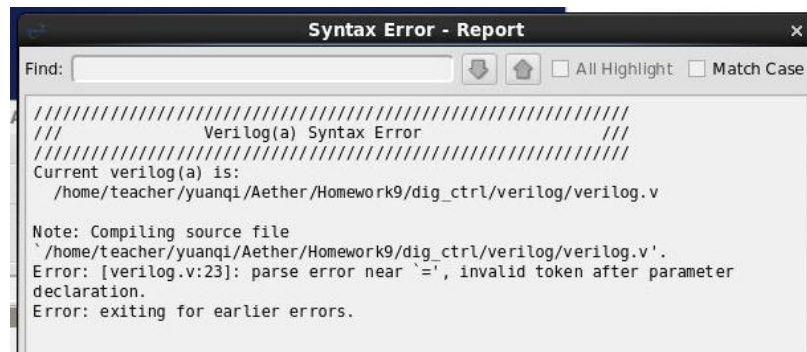 Syntax Error - Report
Find:
All Highlight
Match Case
//////////////////////////////////////////////////////////////
/// Verilog(a) Syntax Error ///
//////////////////////////////////////////////////////////////
Current verilog(a) is:
/home/teacher/yuanqi/Aether/Homework9/dig_ctrl/verilog/verilog.v
Note: Compiling source file
`/home/teacher/yuanqi/Aether/Homework9/dig_ctrl/verilog/verilog.v'.
Error: [verilog.v:23]: parse error near `=', invalid token after parameter
declaration.
Error: exiting for earlier errors.